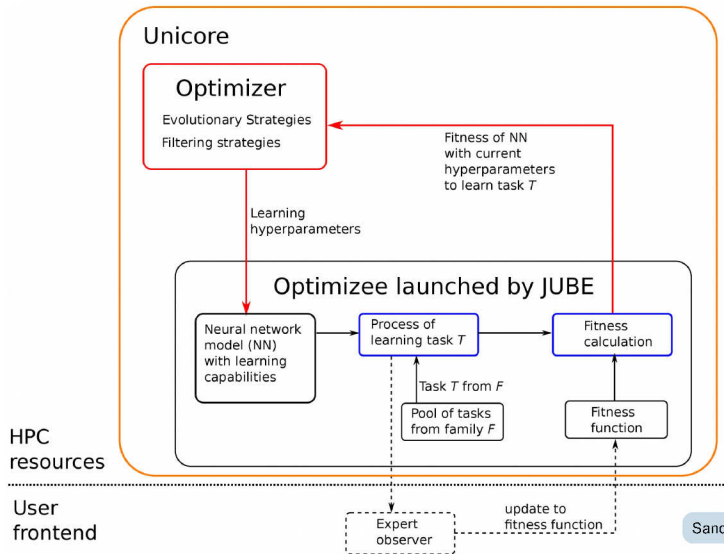 Unicore
Optimizer
Evolutionary Strategies
Filtering strategies
Fitness of NN
with current
hyperparameters
to learn task T
Learning
hyperparameters
Optimizee launched by JUBE
Neural network
model (NN)
with learning
capabilities
Process of
learning task T
Fitness
calculation
Task T from F
Pool of tasks
from family F
Fitness
function
HPC
resources
User
frontend
Expert
observer
update to
fitness function